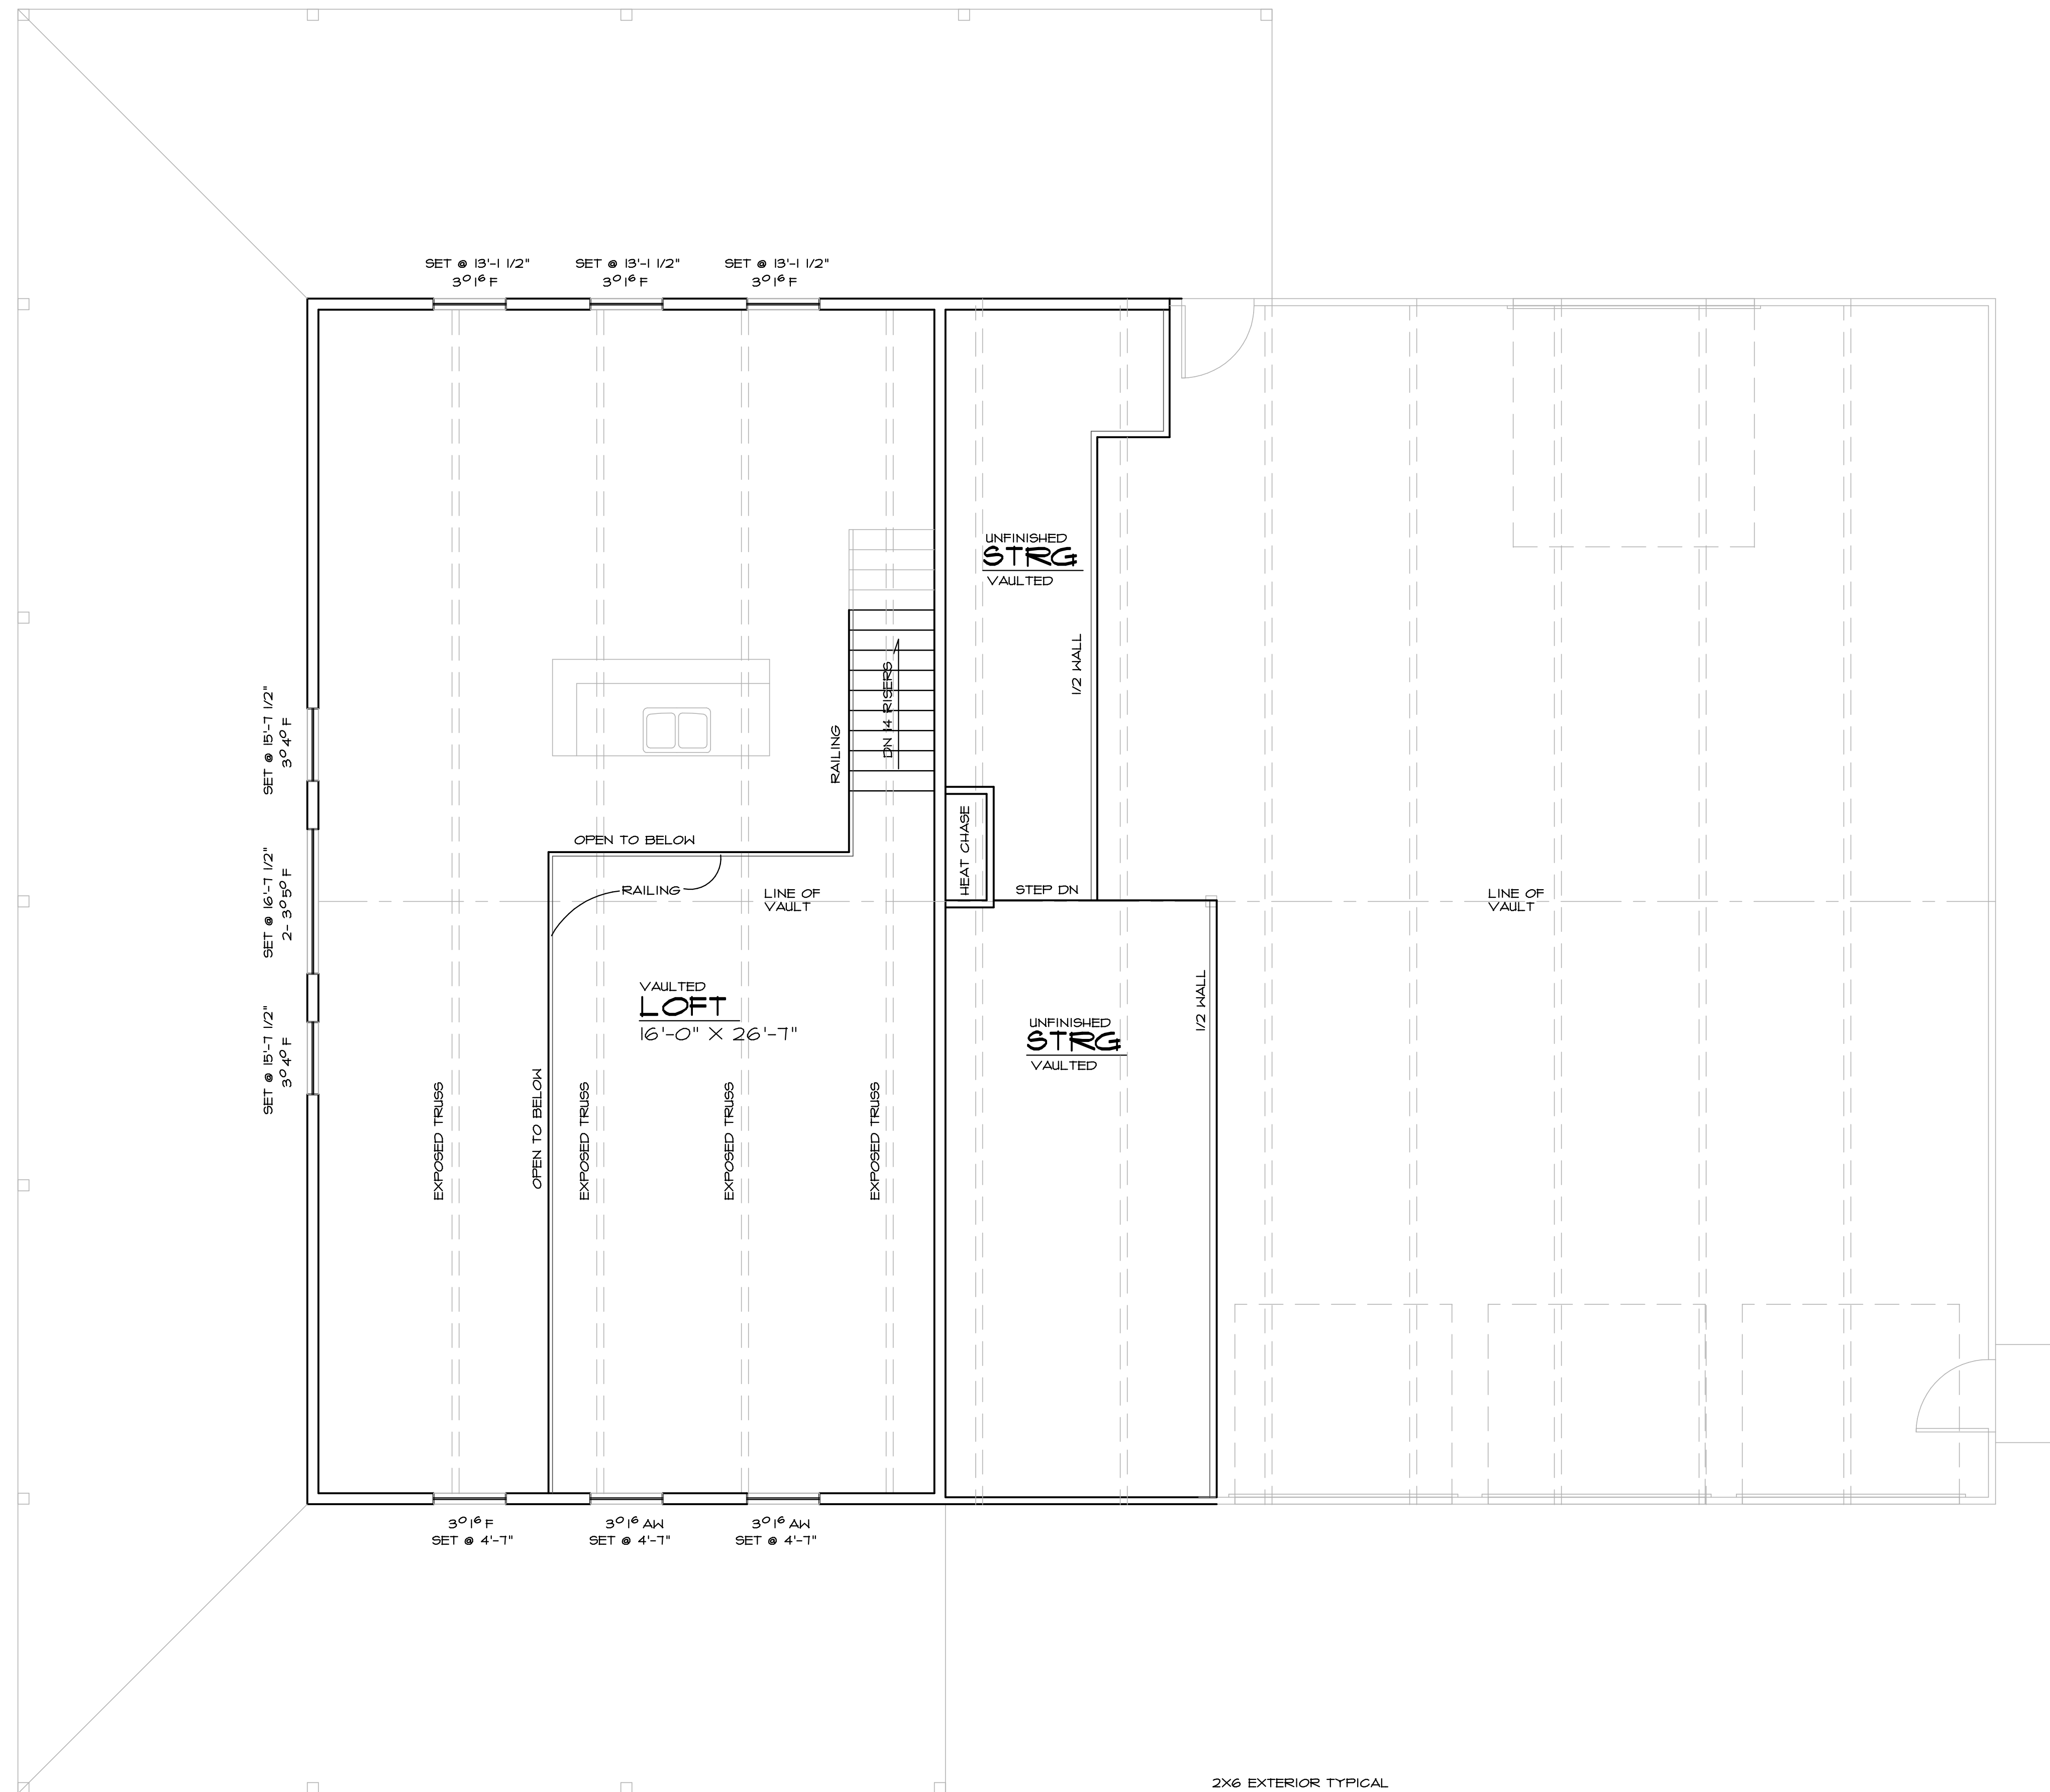 SET @ 13'-1 1/2"
3⁰1⁶ F
SET @ 13'-1 1/2"
3⁰1⁶ F
SET @ 13'-1 1/2"
3⁰1⁶ F
UNFINISHED
STRG
VAULTED
1/2 WALL
SET @ 15'-7 1/2"
3⁰4⁰ F
RAILING
DN 14 RISERS
HEAT CHASE
OPEN TO BELOW
SET @ 16'-7 1/2"
2- 3⁰5⁰ F
RAILING
LINE OF
VAULT
STEP DN
LINE OF
VAULT
VAULTED
LOFT
16'-0" X 26'-7"
1/2 WALL
UNFINISHED
STRG
VAULTED
SET @ 15'-7 1/2"
3⁰4⁰ F
EXPOSED TRUSS
OPEN TO BELOW
EXPOSED TRUSS
EXPOSED TRUSS
EXPOSED TRUSS
3⁰1⁶ F
SET @ 4'-7"
3⁰1⁶ AW
SET @ 4'-7"
3⁰1⁶ AW
SET @ 4'-7"
2X6 EXTERIOR TYPICAL